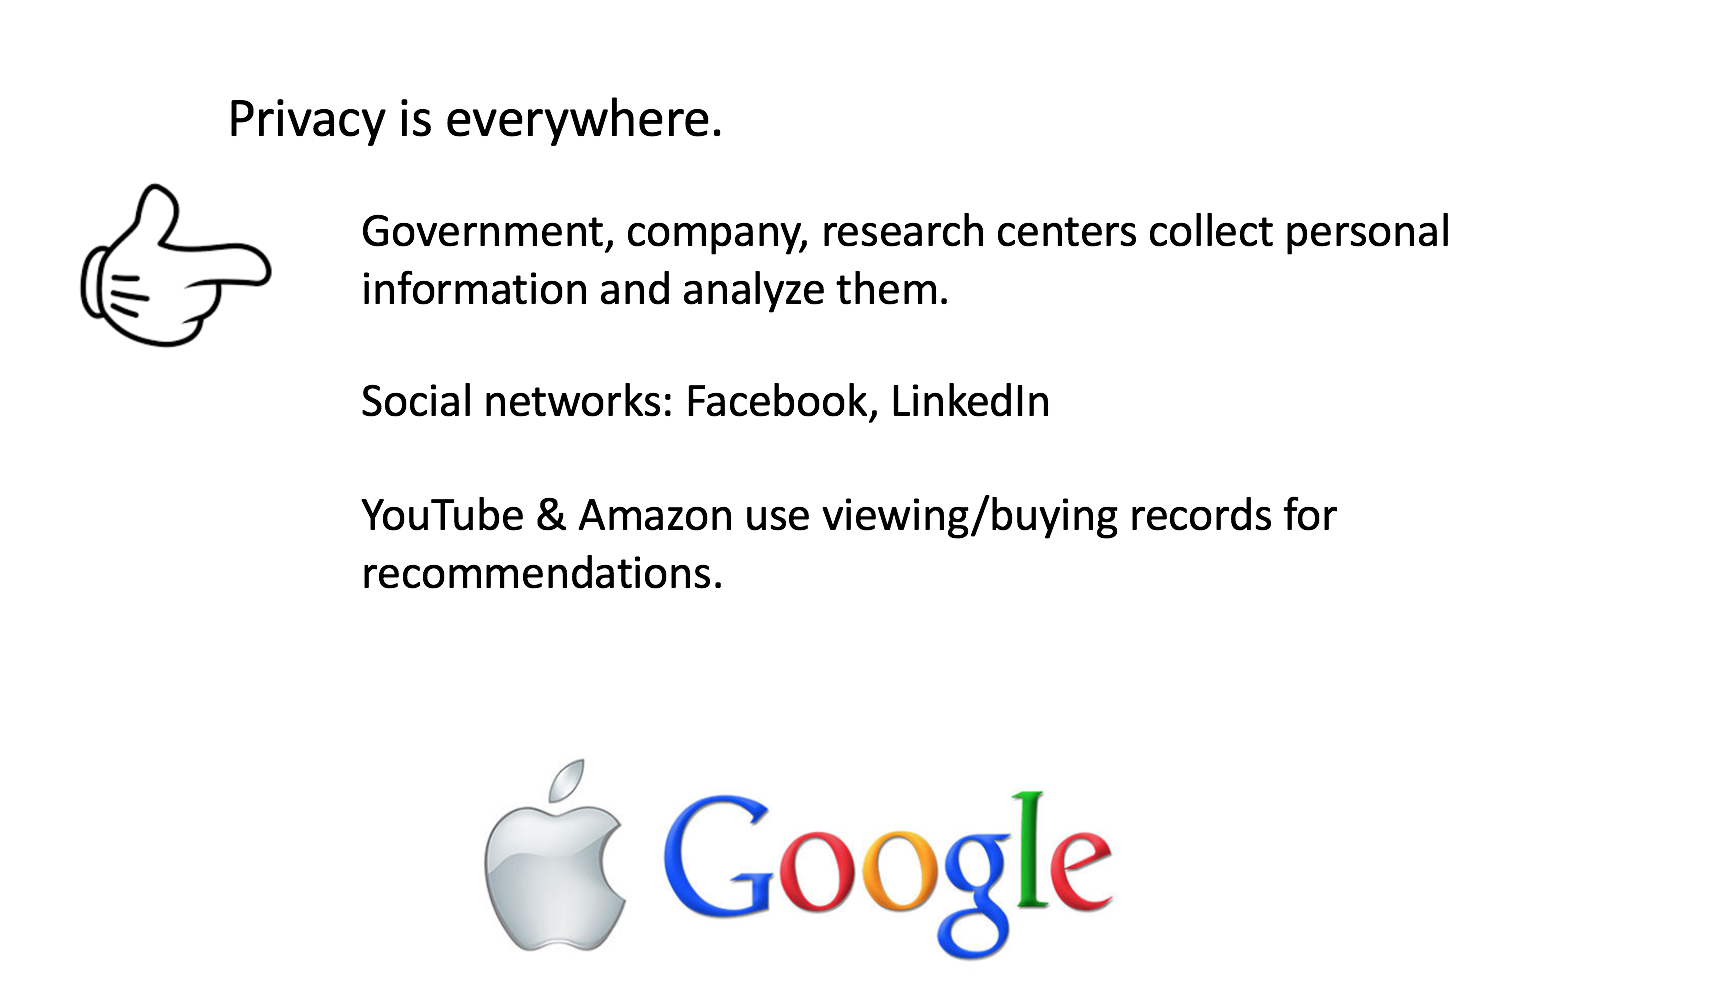 Privacy is everywhere.
Government, company, research centers collect personal
information and analyze them.
Social networks: Facebook, LinkedIn
YouTube & Amazon use viewing/buying records for
recommendations.
Google